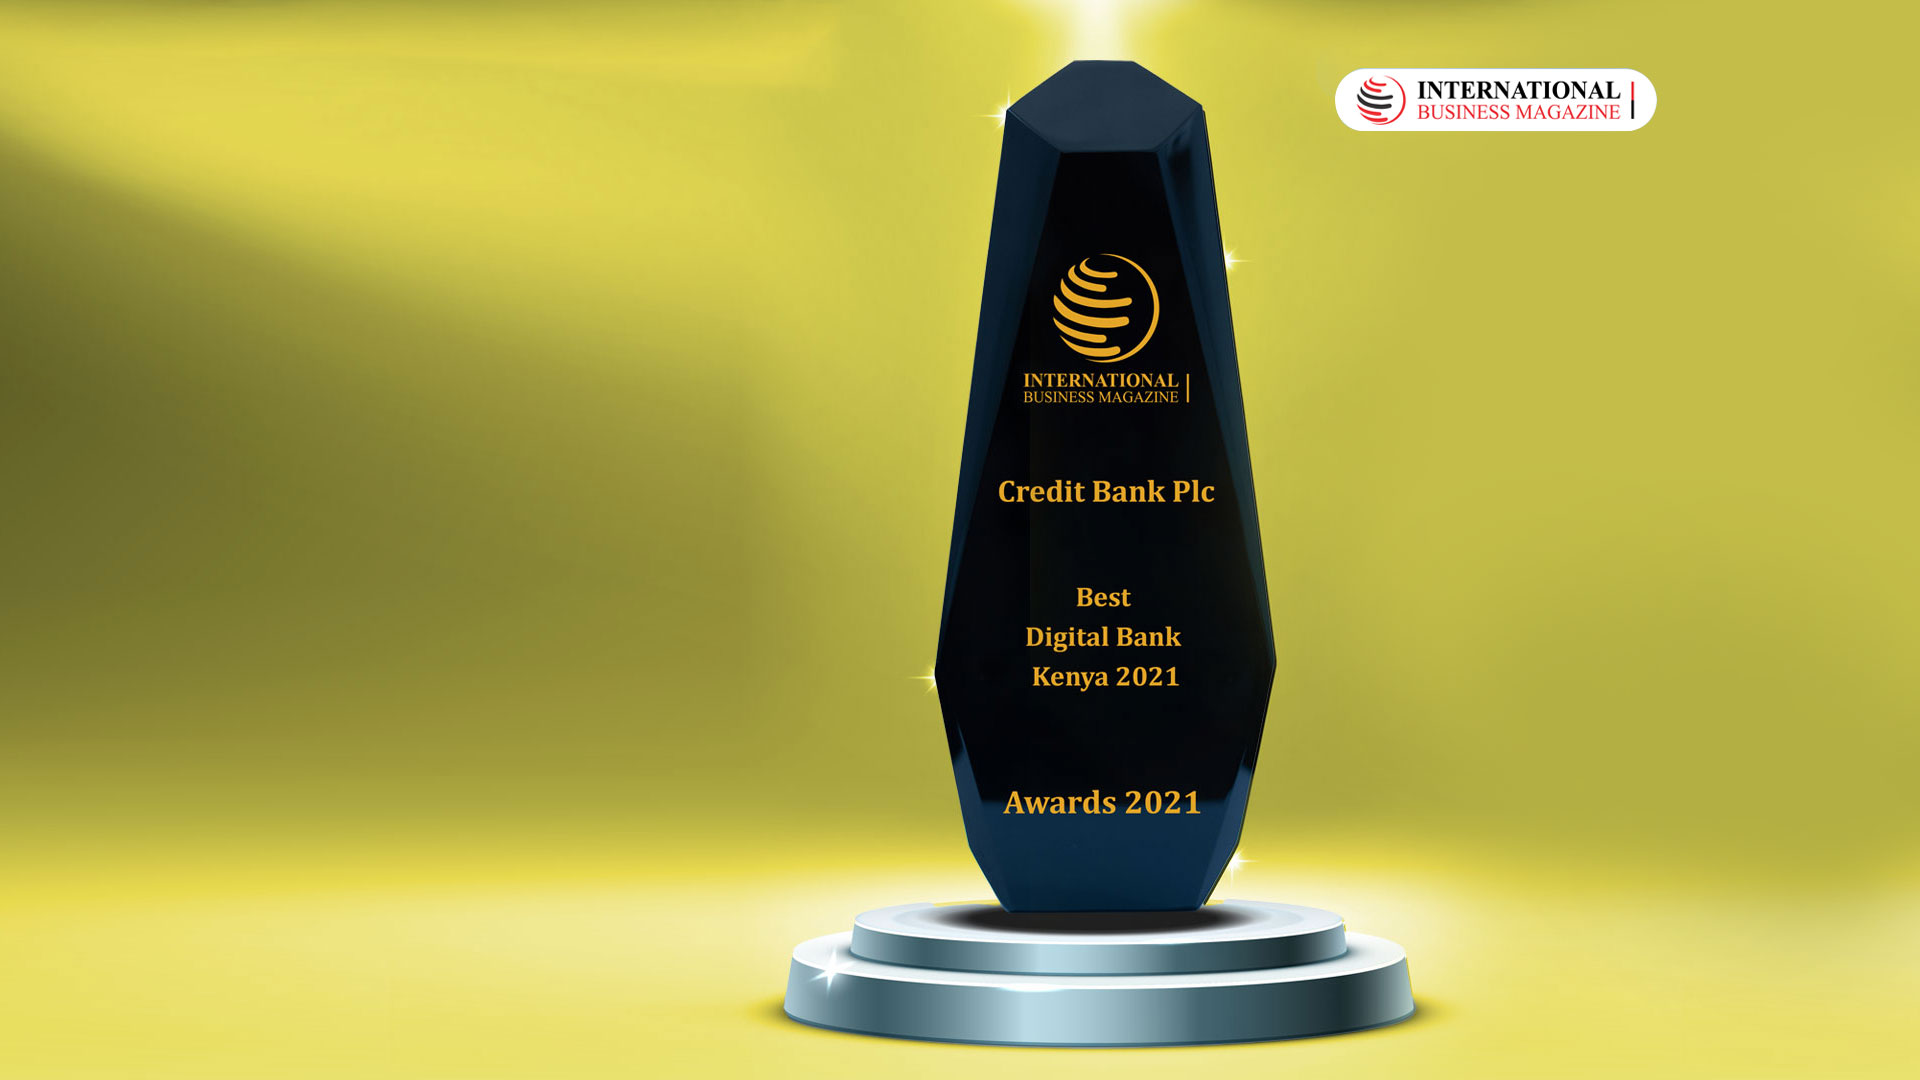 INTERNATIONAL
BUSINESS MAGAZINE
INTERNATIONAL
BUSINESS MAGAZINE
Credit Bank Plc
Best
Digital Bank
Kenya 2021
Awards 2021